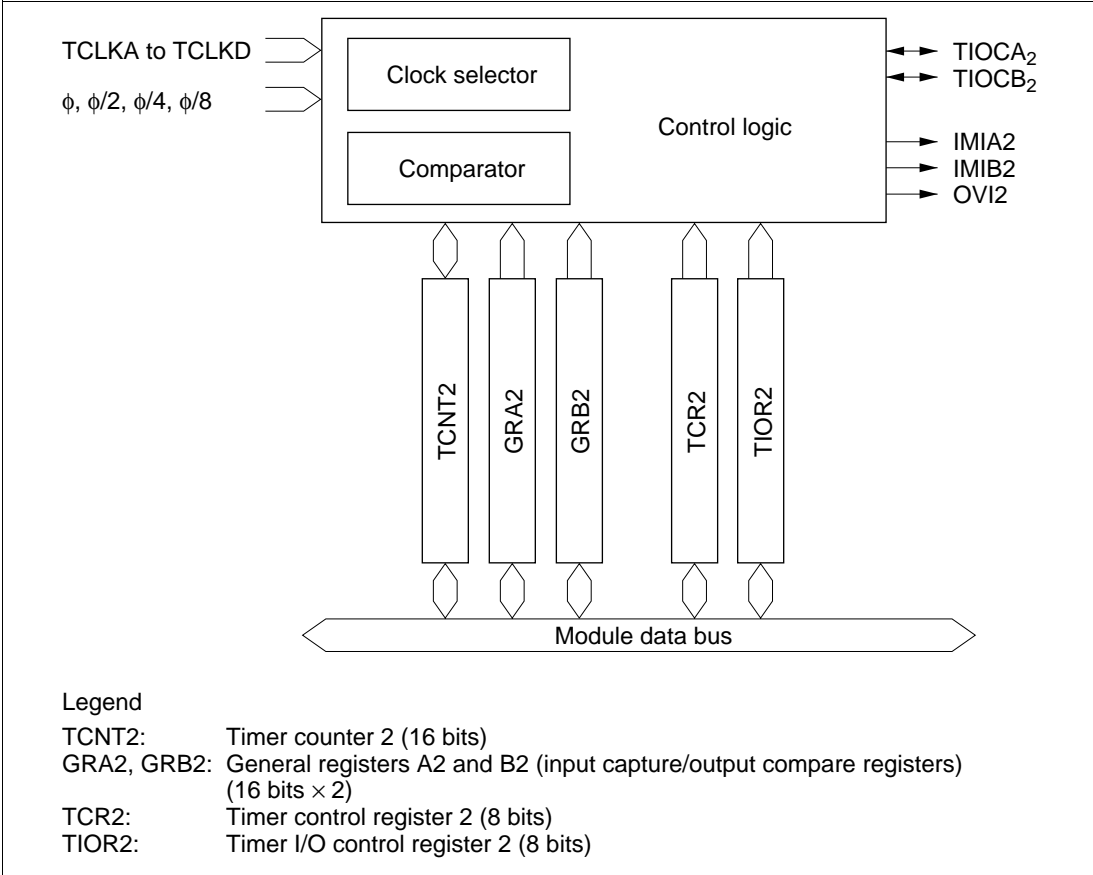 TCLKA to TCLKD
ϕ, ϕ/2, ϕ/4, ϕ/8
Clock selector
Comparator
Control logic
TIOCA₂
TIOCB₂
IMIA2
IMIB2
OVI2
TCNT2
GRA2
GRB2
TCR2
TIOR2
Module data bus
Legend
TCNT2: Timer counter 2 (16 bits)
GRA2, GRB2: General registers A2 and B2 (input capture/output compare registers)
(16 bits × 2)
TCR2: Timer control register 2 (8 bits)
TIOR2: Timer I/O control register 2 (8 bits)